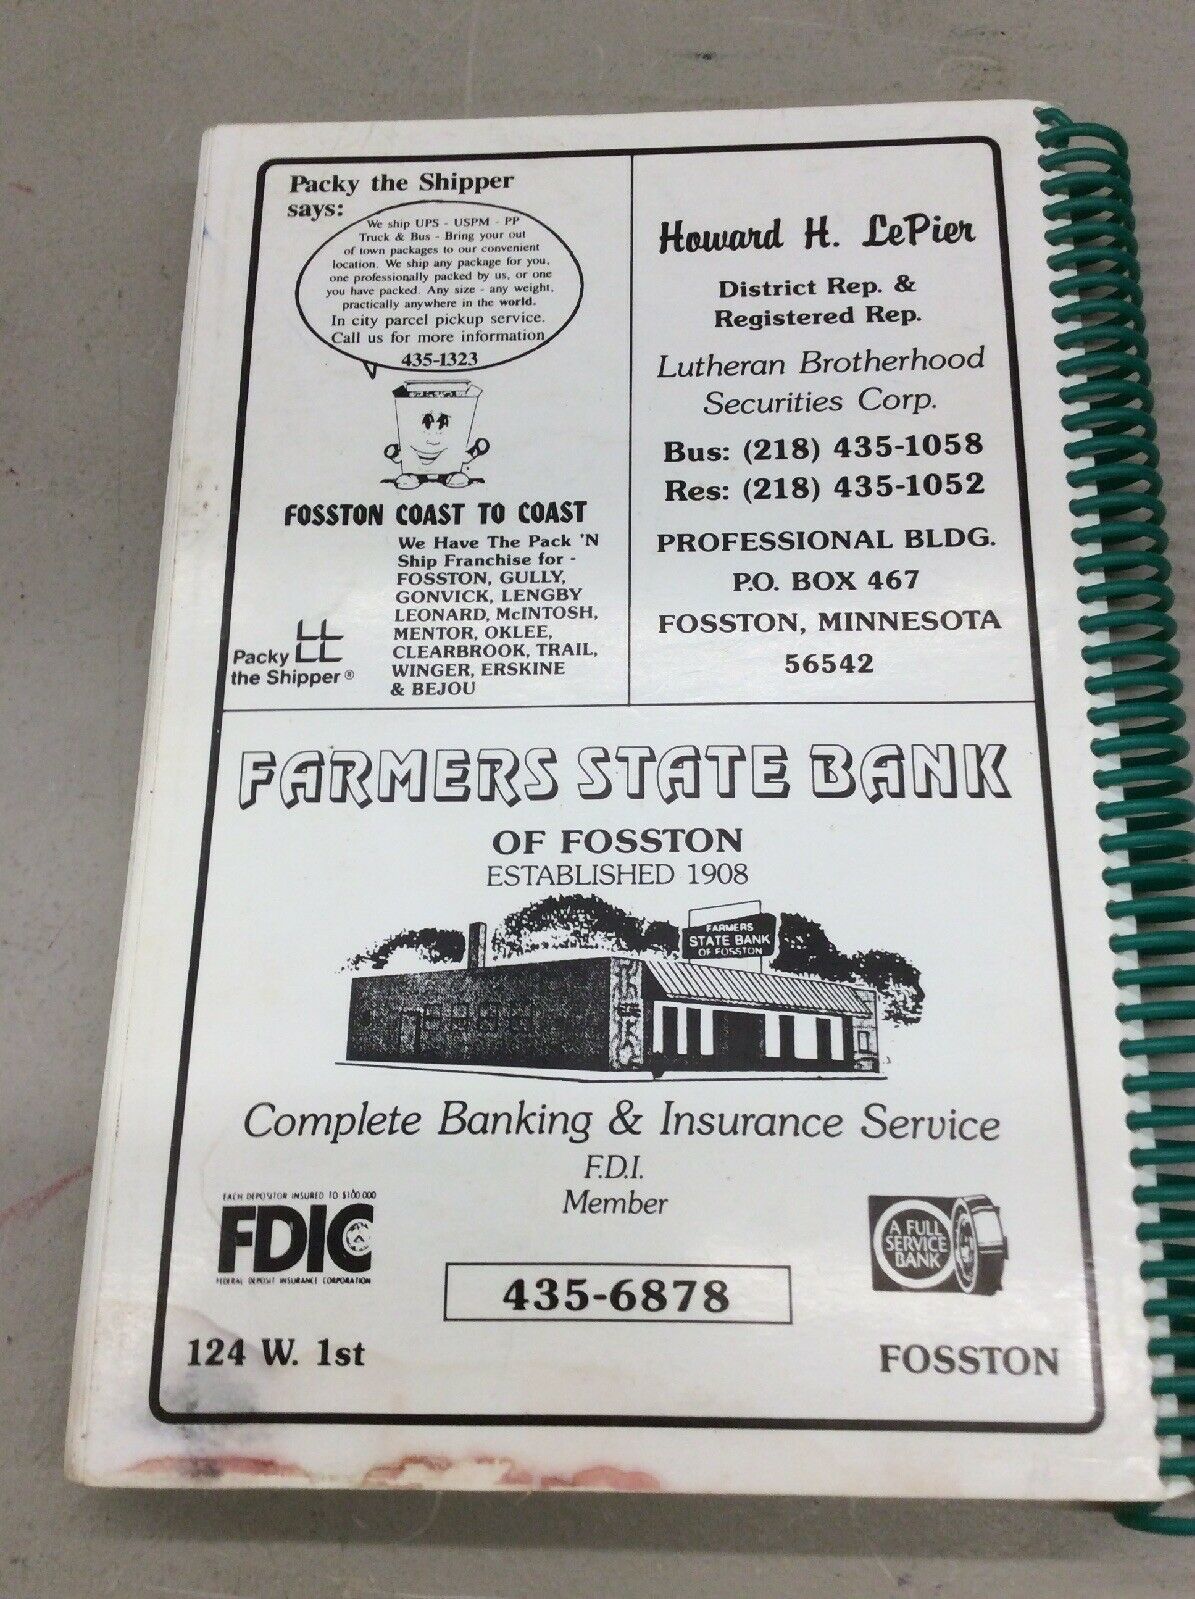 Packy the Shipper
says:
We ship UPS - USPM - PP
Truck & Bus - Bring your out
of town packages to our convenient
location. We ship any package for you,
one professionally packed by us, or one
you have packed. Any size - any weight,
practically anywhere in the world.
In city parcel pickup service.
Call us for more information
435-1323
FOSSTON COAST TO COAST
We Have The Pack 'N
Ship Franchise for -
FOSSTON, GULLY,
GONVICK, LENGBY
LEONARD, McINTOSH,
MENTOR, OKLEE,
CLEARBROOK, TRAIL,
WINGER, ERSKINE
& BEJOU
Packy
the Shipper®
Howard H. LePier
District Rep. &
Registered Rep.
Lutheran Brotherhood
Securities Corp.
Bus: (218) 435-1058
Res: (218) 435-1052
PROFESSIONAL BLDG.
P.O. BOX 467
FOSSTON, MINNESOTA
56542
FARMERS STATE BANK
OF FOSSTON
ESTABLISHED 1908
FARMERS
STATE BANK
OF FOSSTON
Complete Banking & Insurance Service
F.D.I.
Member
EACH DEPOSITOR INSURED TO $100,000
FDIC
FEDERAL DEPOSIT INSURANCE CORPORATION
A FULL
SERVICE
BANK
435-6878
124 W. 1st
FOSSTON